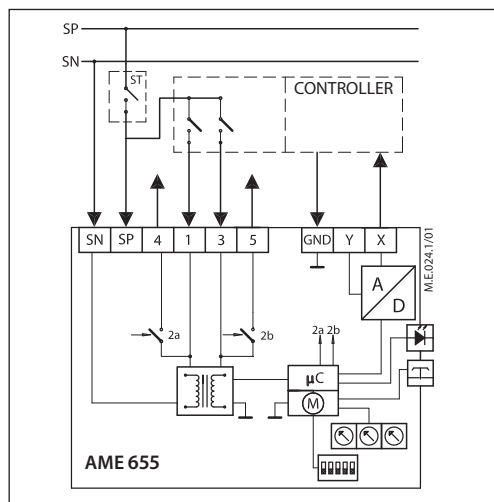 SP
SN
ST
CONTROLLER
SN SP 4 1 3 5 GND Y X
M.E.024.1/01
A
D
2a
2b
2a 2b
µC
M
AME 655